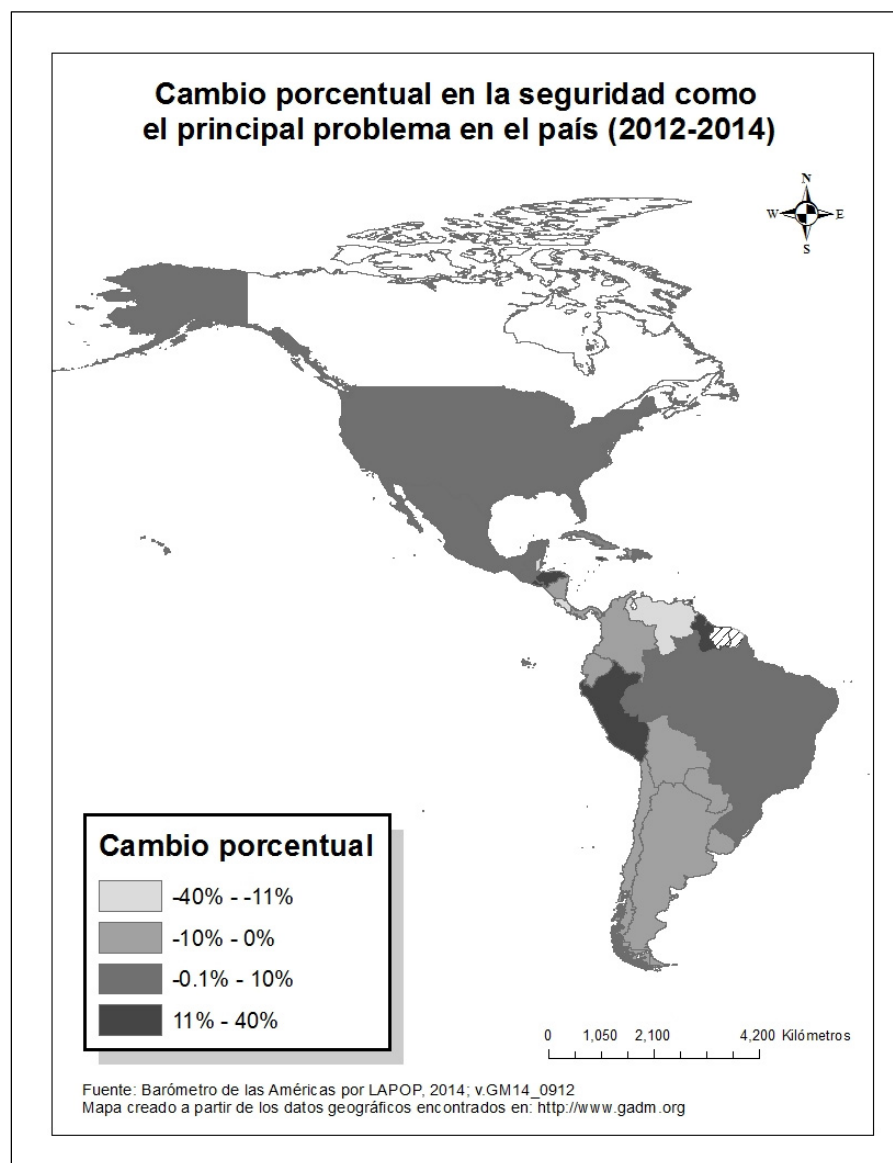 Cambio porcentual en la seguridad como
el principal problema en el país (2012-2014)
N
W E
S
Cambio porcentual
-40% - -11%
-10% - 0%
-0.1% - 10%
11% - 40%
0 1,050 2,100 4,200 Kilómetros
Fuente: Barómetro de las Américas por LAPOP, 2014; v.GM14_0912
Mapa creado a partir de los datos geográficos encontrados en: http://www.gadm.org